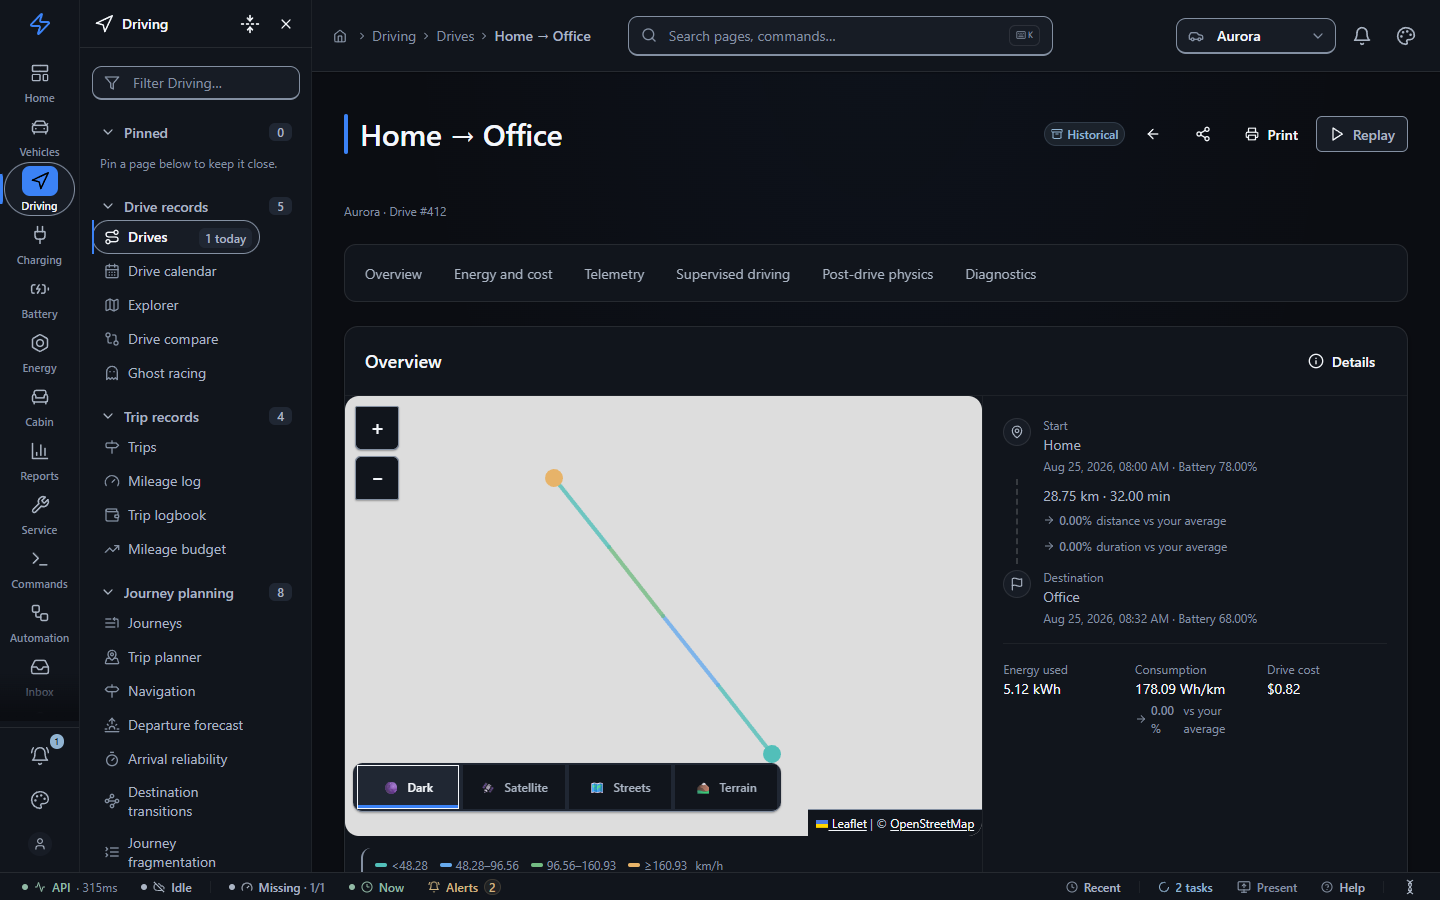 Home
Vehicles
Driving
Charging
Battery
Energy
Cabin
Reports
Service
Commands
Automation
Inbox
1
Driving
Filter Driving...
Pinned 0
Pin a page below to keep it close.
Drive records 5
Drives 1 today
Drive calendar
Explorer
Drive compare
Ghost racing
Trip records 4
Trips
Mileage log
Trip logbook
Mileage budget
Journey planning 8
Journeys
Trip planner
Navigation
Departure forecast
Arrival reliability
Destination
transitions
Journey
fragmentation
Driving Drives Home → Office
Search pages, commands... K
Aurora
Home → Office
Historical Print Replay
Aurora · Drive #412
Overview Energy and cost Telemetry Supervised driving Post-drive physics Diagnostics
Overview Details
+
−
Dark Satellite Streets Terrain
Leaflet | © OpenStreetMap
<48.28 48.28–96.56 96.56–160.93 ≥160.93 km/h
Start
Home
Aug 25, 2026, 08:00 AM · Battery 78.00%
28.75 km · 32.00 min
→ 0.00% distance vs your average
→ 0.00% duration vs your average
Destination
Office
Aug 25, 2026, 08:32 AM · Battery 68.00%
Energy used Consumption Drive cost
5.12 kWh 178.09 Wh/km $0.82
→ 0.00 % vs your average
API · 315ms Idle Missing · 1/1 Now Alerts 2 Recent 2 tasks Present Help